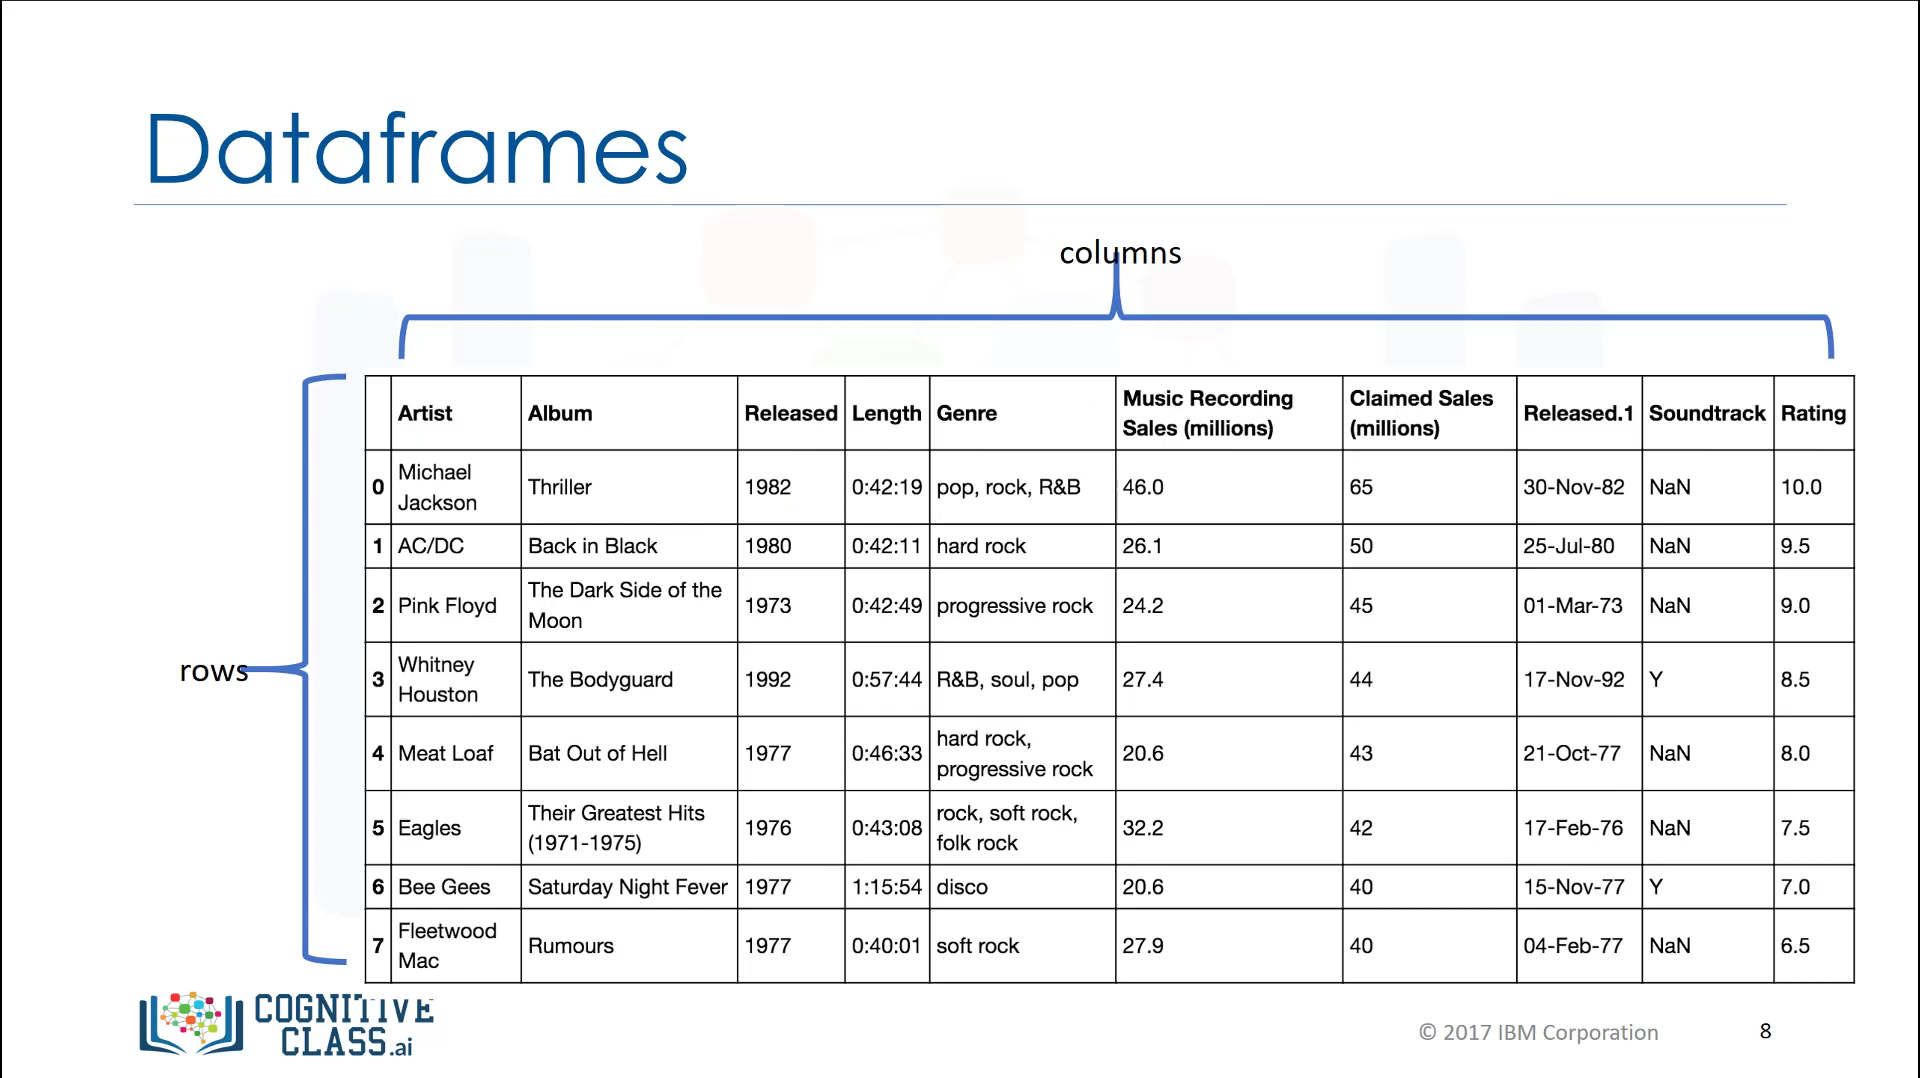 Dataframes
columns
rows
Artist Album Released Length Genre Music Recording Sales (millions) Claimed Sales (millions) Released.1 Soundtrack Rating
0 Michael Jackson Thriller 1982 0:42:19 pop, rock, R&B 46.0 65 30-Nov-82 NaN 10.0
1 AC/DC Back in Black 1980 0:42:11 hard rock 26.1 50 25-Jul-80 NaN 9.5
2 Pink Floyd The Dark Side of the Moon 1973 0:42:49 progressive rock 24.2 45 01-Mar-73 NaN 9.0
3 Whitney Houston The Bodyguard 1992 0:57:44 R&B, soul, pop 27.4 44 17-Nov-92 Y 8.5
4 Meat Loaf Bat Out of Hell 1977 0:46:33 hard rock, progressive rock 20.6 43 21-Oct-77 NaN 8.0
5 Eagles Their Greatest Hits (1971-1975) 1976 0:43:08 rock, soft rock, folk rock 32.2 42 17-Feb-76 NaN 7.5
6 Bee Gees Saturday Night Fever 1977 1:15:54 disco 20.6 40 15-Nov-77 Y 7.0
7 Fleetwood Mac Rumours 1977 0:40:01 soft rock 27.9 40 04-Feb-77 NaN 6.5
COGNITIVE
CLASS.ai
© 2017 IBM Corporation 8